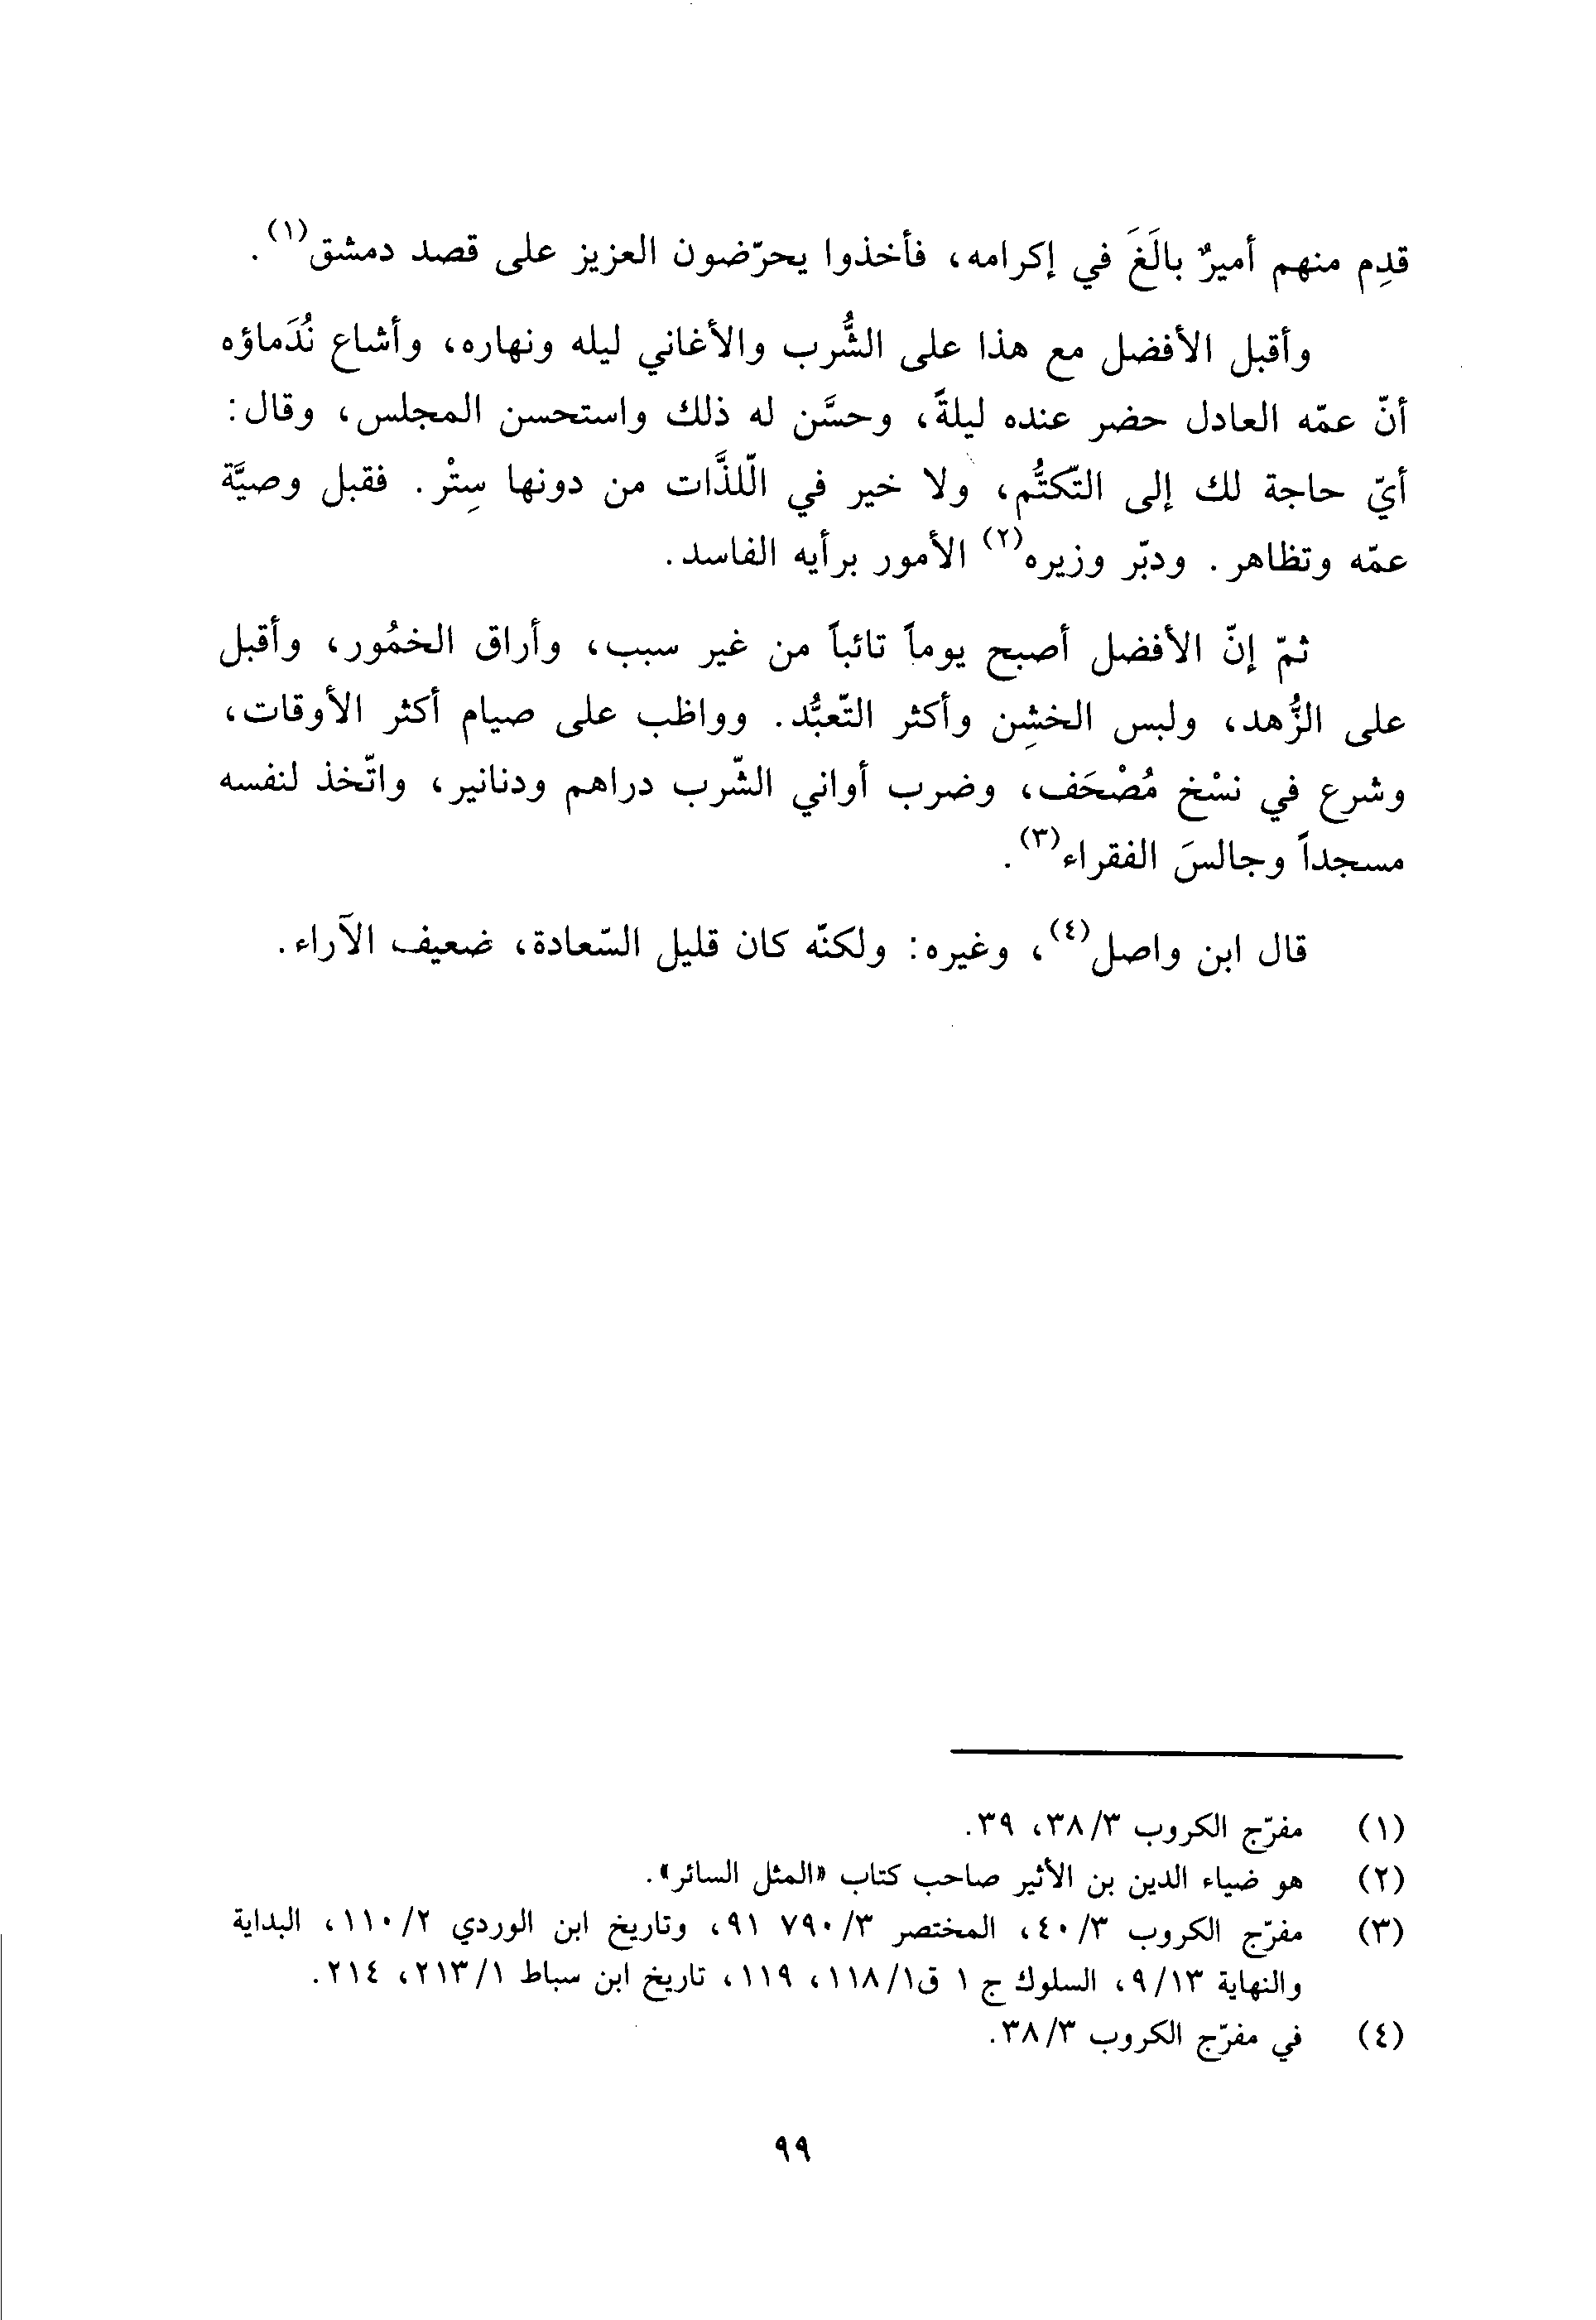 قدِم منهم أميرٌ بالَغَ في إكرامه، فأخذوا يحرّضون العزيز على قصد دمشق(١).
وأقبل الأفضل مع هذا على الشُّرب والأغاني ليله ونهاره، وأشاع نُدَماؤه
أنّ عمّه العادل حضر عنده ليلةً، وحسَّن له ذلك واستحسن المجلس، وقال:
أيّ حاجة لك إلى التّكتُّم، ولا خير في الّلذَّات من دونها سِتْر. فقبل وصيَّة
عمّه وتظاهر. ودبّر وزيره(٢) الأمور برأيه الفاسد.
ثمّ إنّ الأفضل أصبح يوماً تائباً من غير سبب، وأراق الخمُور، وأقبل
على الزُّهد، ولبس الخشِن وأكثر التّعبُّد. وواظب على صيام أكثر الأوقات،
وشرع في نسْخ مُصْحَف، وضرب أواني الشّرب دراهم ودنانير، واتّخذ لنفسه
مسجداً وجالسَ الفقراء(٣).
قال ابن واصل(٤)، وغيره: ولكنّه كان قليل السّعادة، ضعيف الآراء.
(١) مفرّج الكروب ٣/ ٣٨، ٣٩.
(٢) هو ضياء الدين بن الأثير صاحب كتاب «المثل السائر».
(٣) مفرّج الكروب ٣/ ٤٠، المختصر ٣/ ٧٩٠ ٩١، وتاريخ ابن الوردي ٢/ ١١٠، البداية
والنهاية ١٣/ ٩، السلوك ج ١ ق١/ ١١٨، ١١٩، تاريخ ابن سباط ١/ ٢١٣، ٢١٤.
(٤) في مفرّج الكروب ٣/ ٣٨.
٩٩